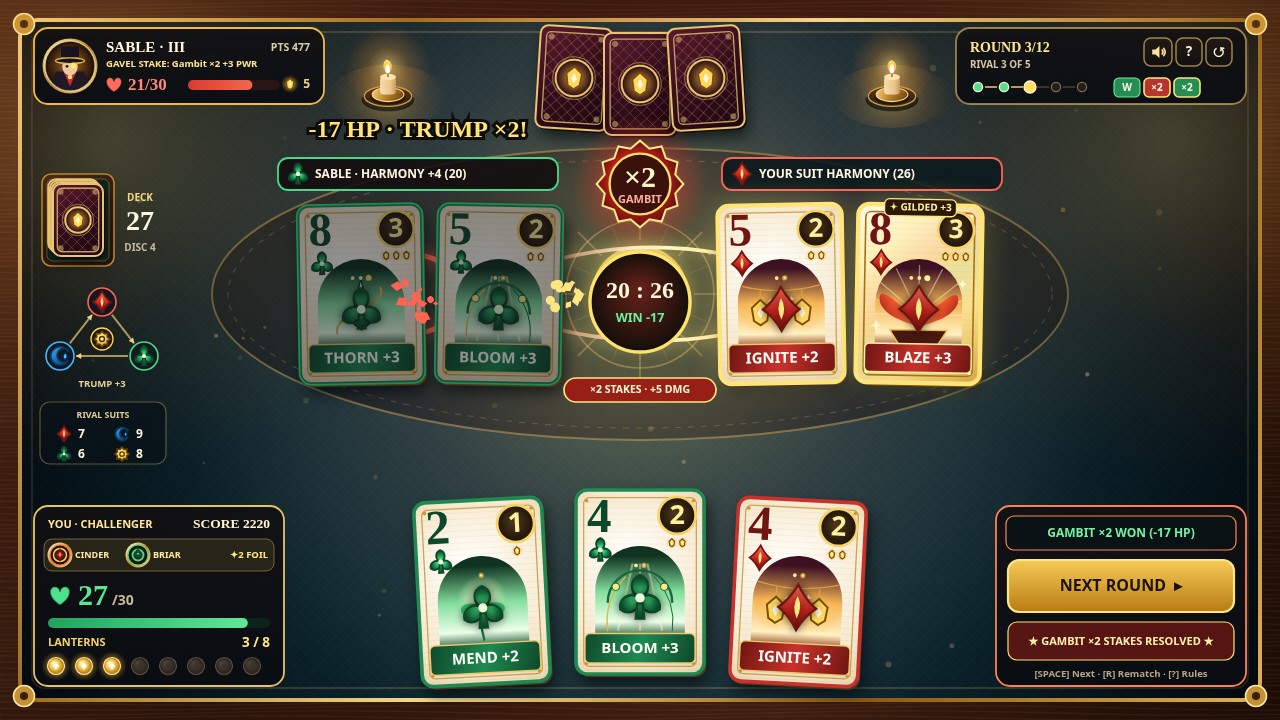 SABLE · III
PTS 477
GAVEL STAKE: Gambit ×2 +3 PWR
21/30
5
ROUND 3/12
RIVAL 3 OF 5
?
W
×2
×2
-17 HP · TRUMP ×2!
SABLE · HARMONY +4 (20)
×2
GAMBIT
YOUR SUIT HARMONY (26)
DECK
27
DISC 4
8
3
THORN +3
5
2
BLOOM +3
20 : 26
WIN -17
5
2
IGNITE +2
✦ GILDED +3
8
3
BLAZE +3
×2 STAKES · +5 DMG
TRUMP +3
RIVAL SUITS
7
9
6
8
YOU · CHALLENGER
SCORE 2220
CINDER
BRIAR
✦2 FOIL
27 /30
LANTERNS
3 / 8
2
1
MEND +2
4
2
BLOOM +3
4
2
IGNITE +2
GAMBIT ×2 WON (-17 HP)
NEXT ROUND ►
★ GAMBIT ×2 STAKES RESOLVED ★
[SPACE] Next · [R] Rematch · [?] Rules